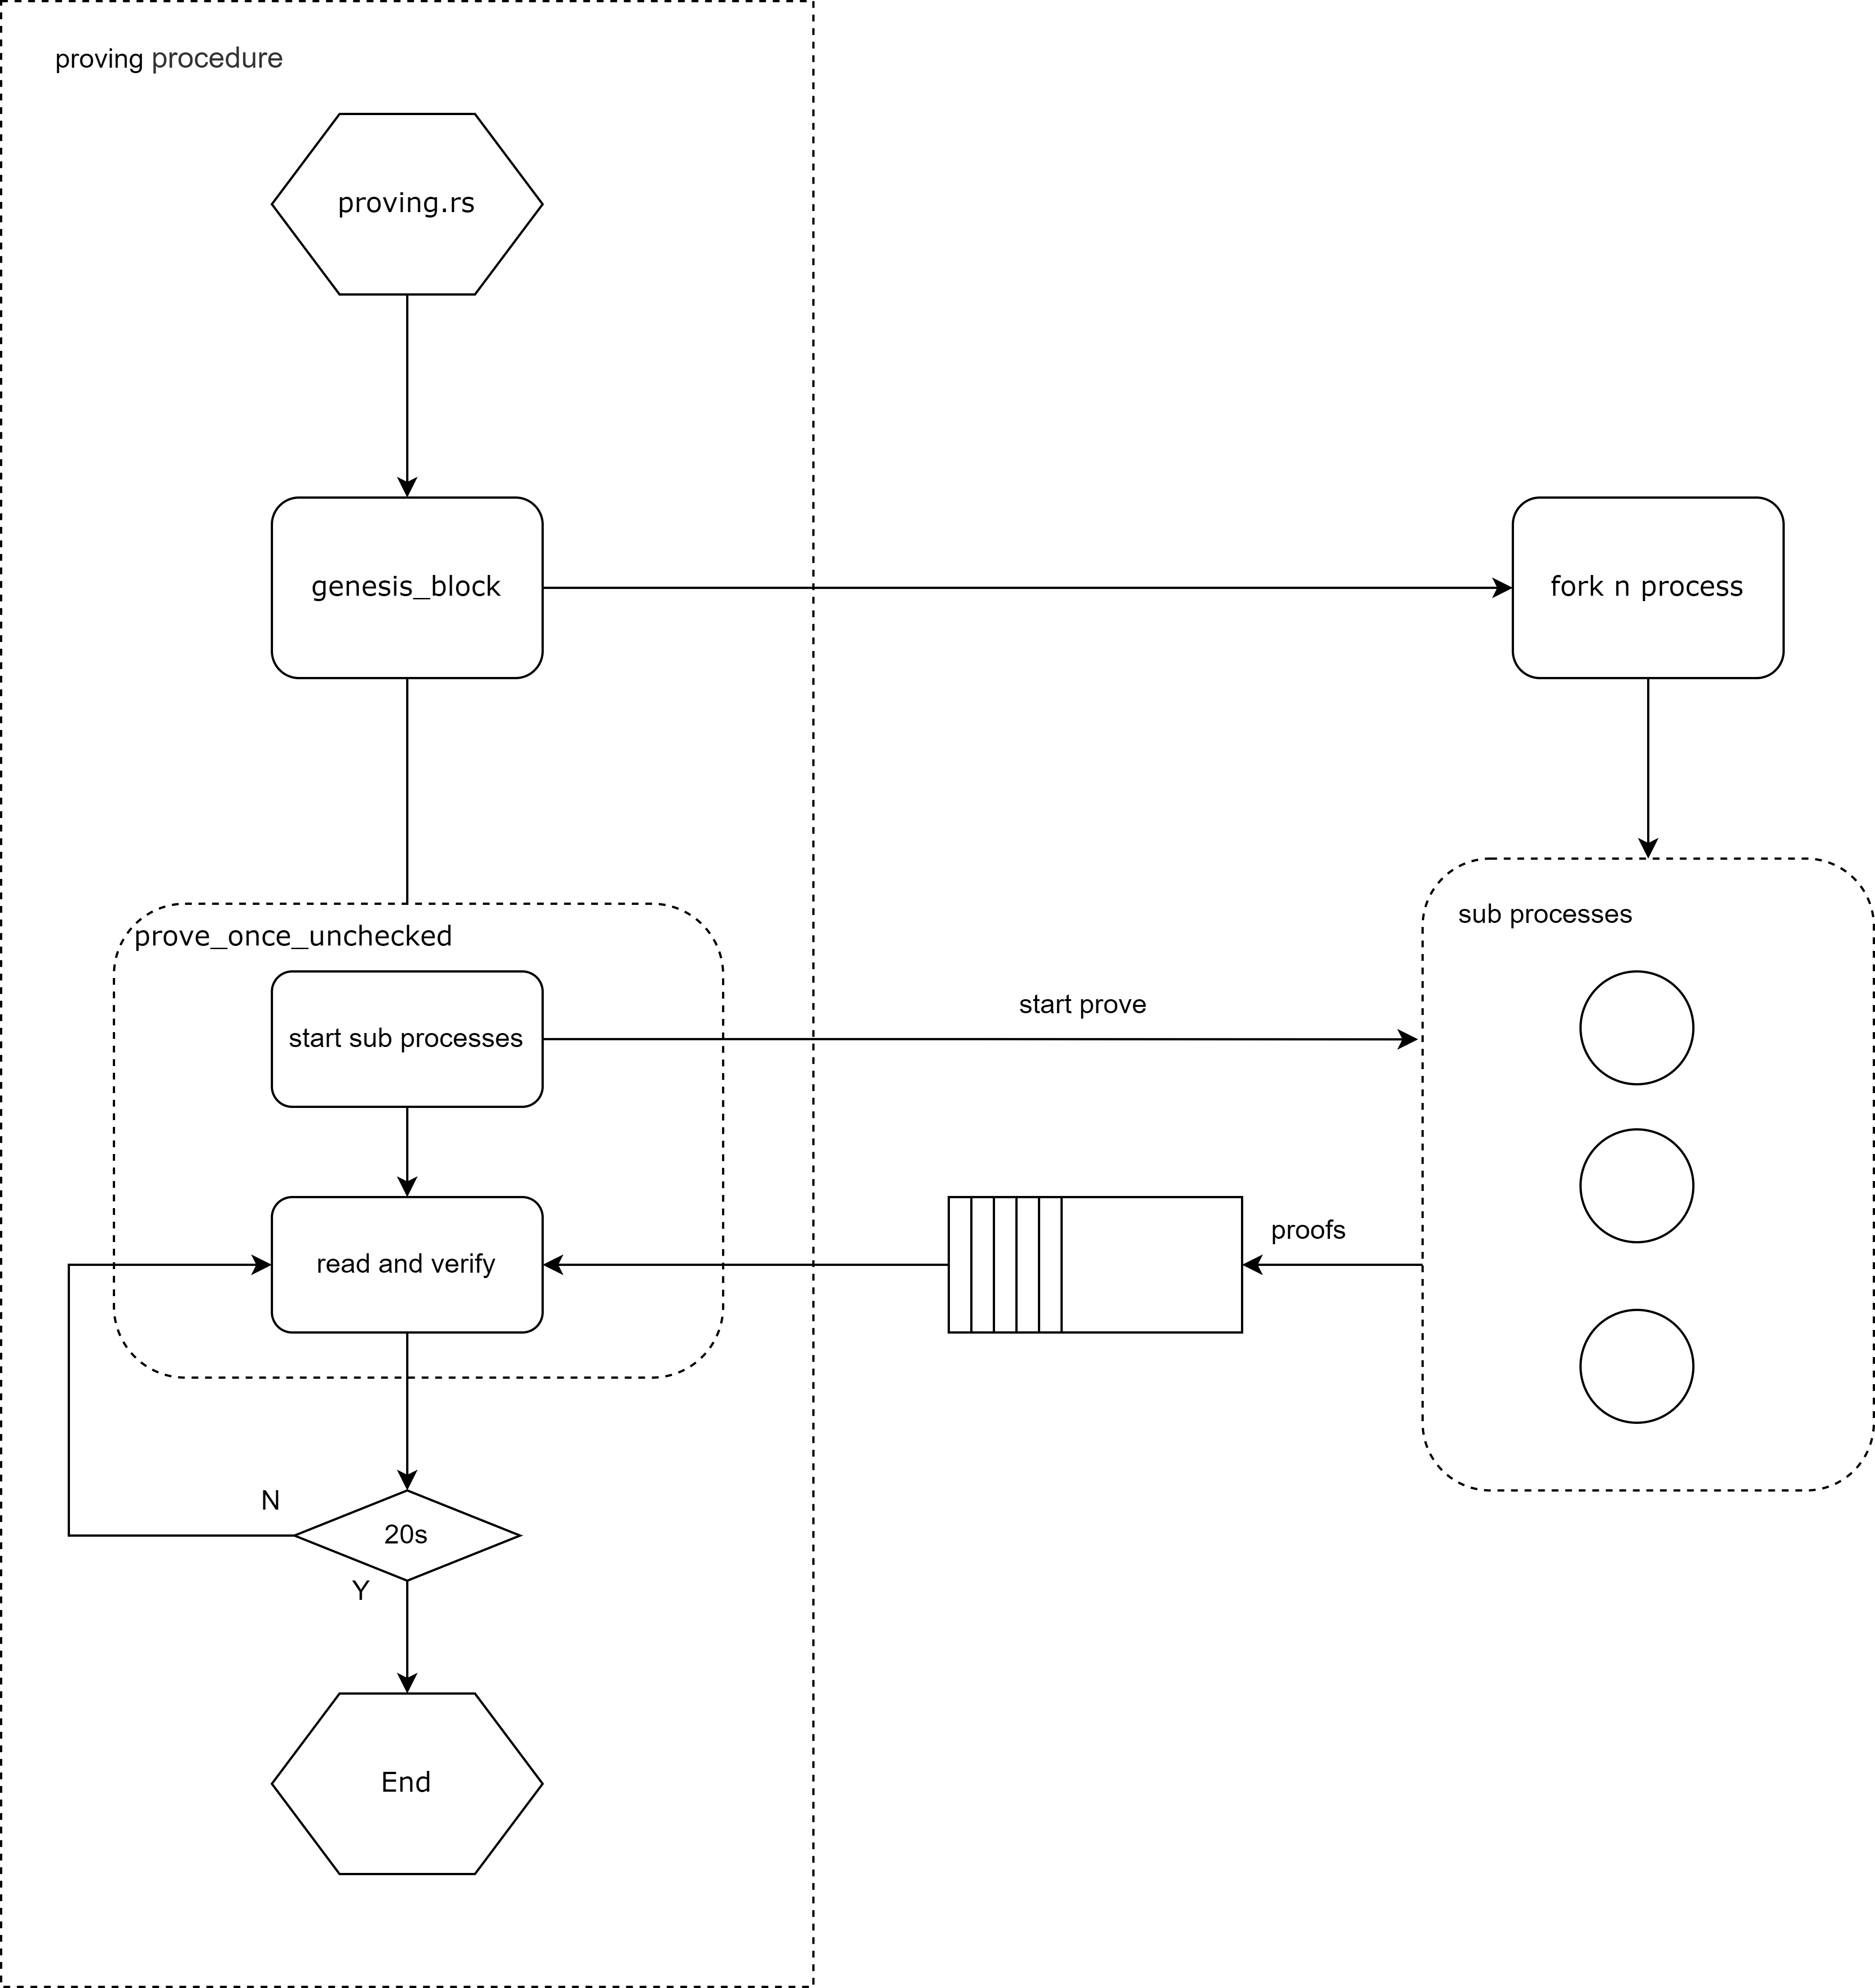 proving procedure
proving.rs
genesis_block
fork n process
prove_once_unchecked
start sub processes
start prove
sub processes
read and verify
proofs
N
20s
Y
End